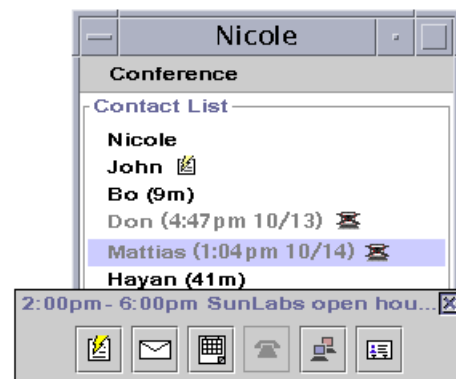 Nicole
Conference
Contact List
Nicole
John
Bo (9m)
Don (4:47pm 10/13)
Mattias (1:04pm 10/14)
Hayan (41m)
2:00pm- 6:00pm SunLabs open hou...